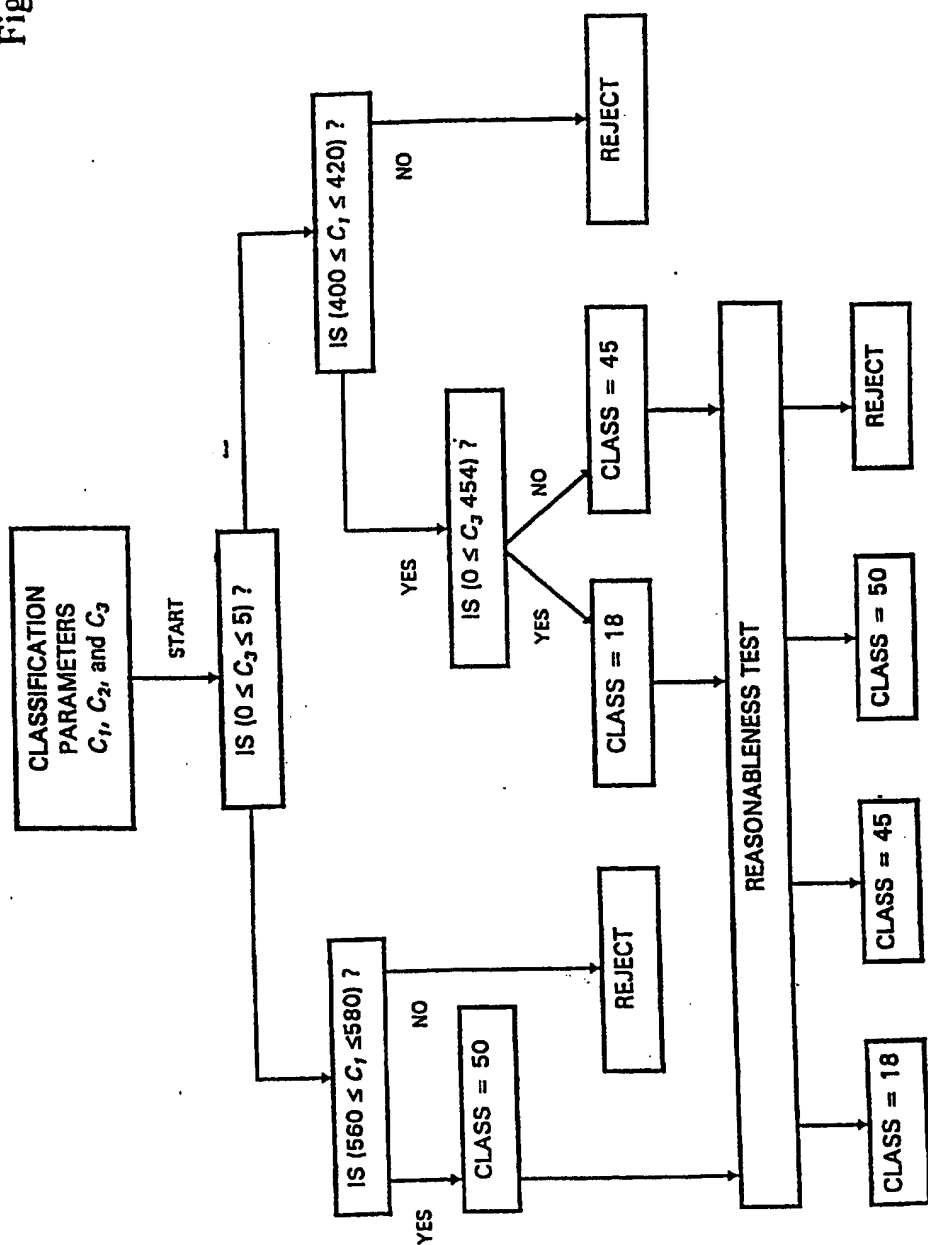 Fig
CLASSIFICATION
PARAMETERS
C₁, C₂, and C₃
START
IS (0 ≤ C₃ ≤ 5) ?
IS (560 ≤ C₁ ≤580) ?
IS (400 ≤ C₁ ≤ 420) ?
YES
NO
YES
NO
CLASS = 50
REJECT
IS (0 ≤ C₃ 454) ?
REJECT
YES
NO
CLASS = 18
CLASS = 45
REASONABLENESS TEST
CLASS = 18
CLASS = 45
CLASS = 50
REJECT